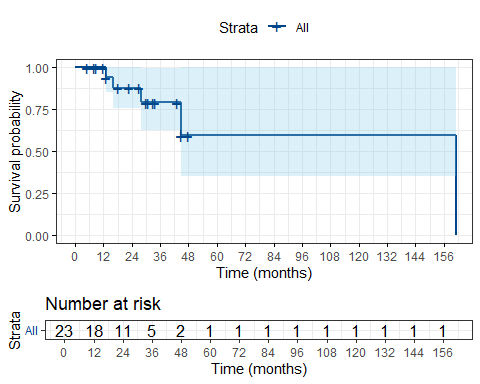 Strata All
1.00
0.75
0.50
0.25
0.00
Survival probability
0 12 24 36 48 60 72 84 96 108 120 132 144 156
Time (months)
Number at risk
Strata
All 23 18 11 5 2 1 1 1 1 1 1 1 1 1
0 12 24 36 48 60 72 84 96 108 120 132 144 156
Time (months)